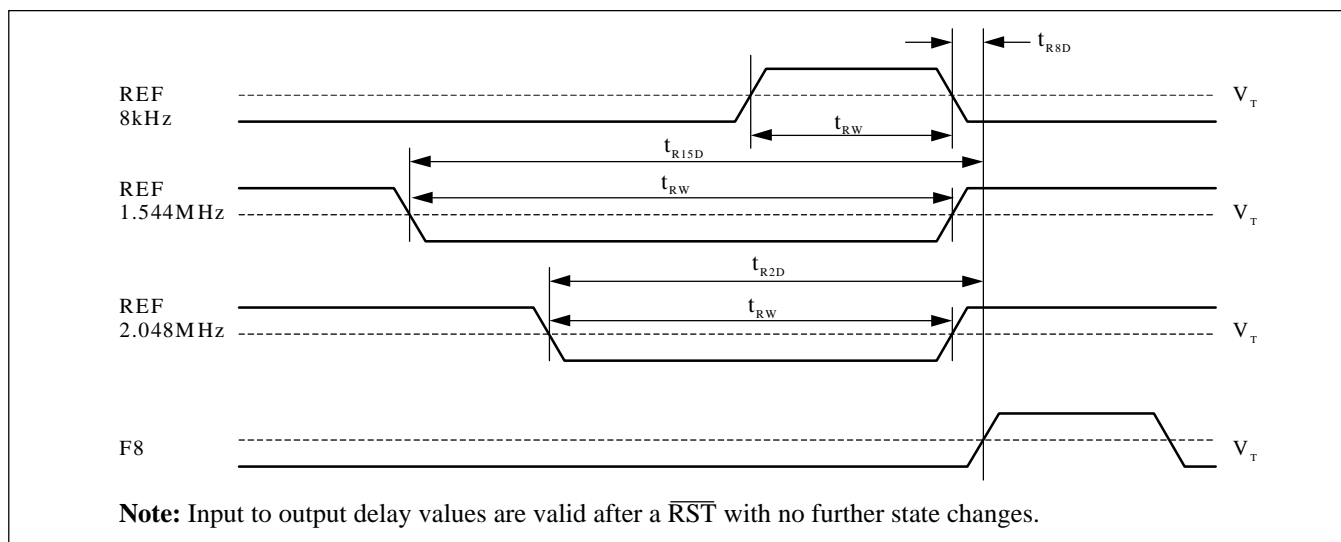 t_R8D
REF
8kHz
V_T
t_RW
t_R15D
REF
1.544MHz
t_RW
V_T
t_R2D
REF
2.048MHz
t_RW
V_T
F8
V_T
Note: Input to output delay values are valid after a R̅S̅T̅ with no further state changes.